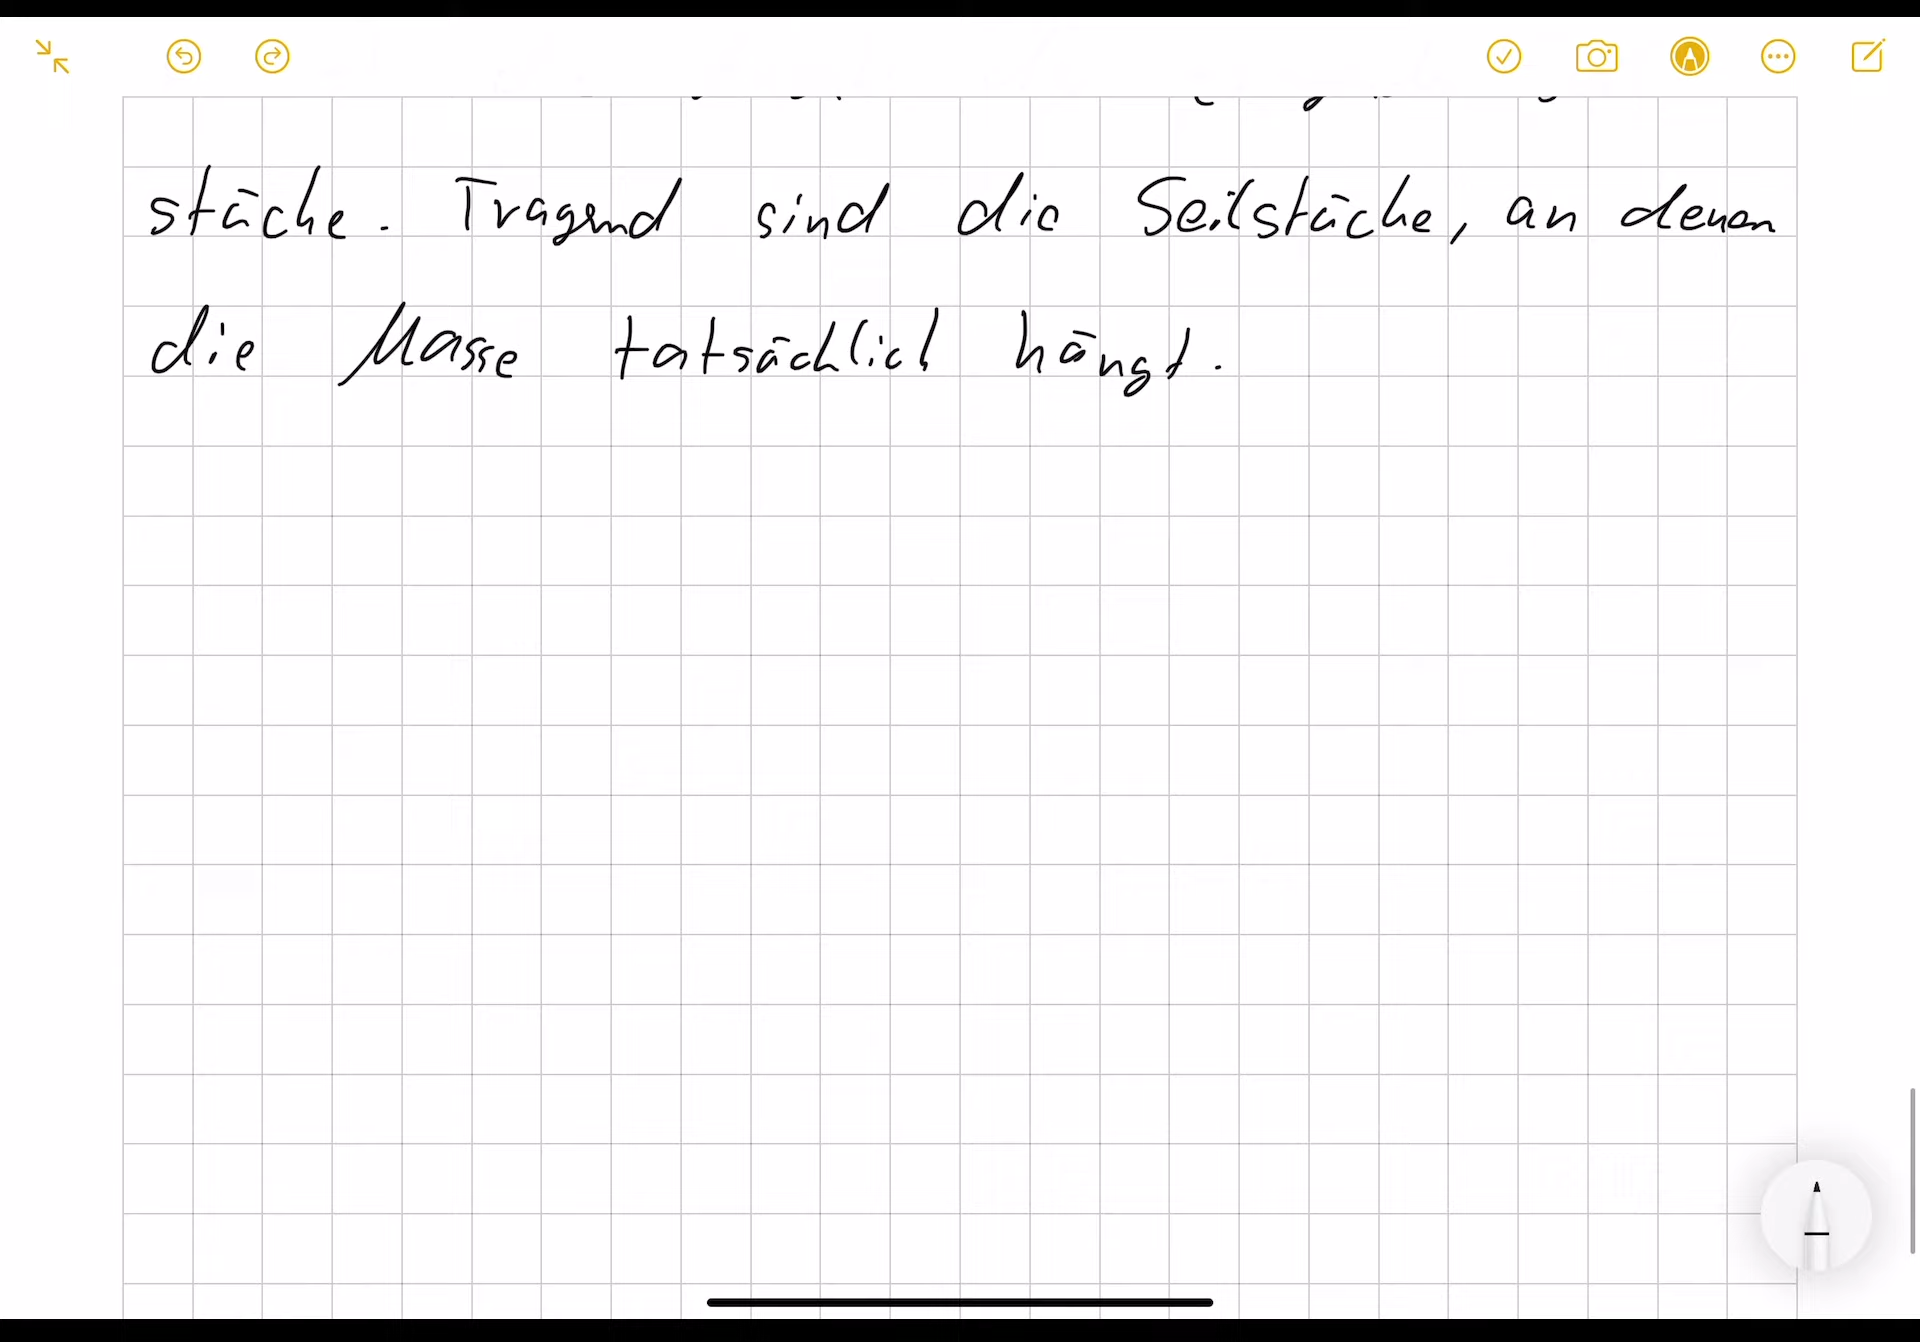 stücke. Tragend sind die Seilstücke, an denen
die Masse tatsächlich hängt.